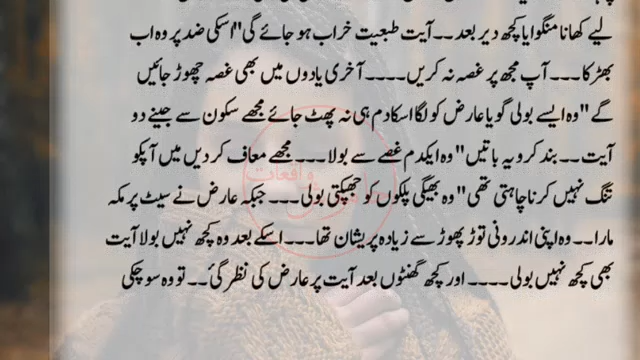 لیے کھانا منگوایا کچھ دیر بعد۔۔آیت طبعیت خراب ہو جائے گی"اسکی ضد پر وہ اب
بھڑکا۔۔۔آپ مجھ پر غصہ نہ کریں۔۔۔۔آخری یادوں میں بھی غصہ چھوڑ جائیں
گے"وہ ایسے بولی گویا عارض کو لگا اسکا دم ہی نہ پھٹ جائے مجھے سکون سے جینے دو
آیت۔۔بند کرو یہ باتیں"وہ ایکدم غصے سے بولا۔۔۔۔مجھے معاف کر دیں میں آپکو
تنگ نہیں کرنا چاہتی تھی"وہ بھیگی پلکوں کو جھپکتی بولی۔۔۔۔جبکہ عارض نے سیٹ پر مکہ
مارا۔۔وہ اپنی اندرونی توڑ پھوڑ سے زیادہ پریشان تھا۔۔۔اسکے بعد وہ کچھ نہیں بولا آیت
بھی کچھ نہیں بولی۔۔۔۔اور کچھ گھنٹوں بعد آیت پر عارض کی نظر گئی۔۔تو وہ سو چکی